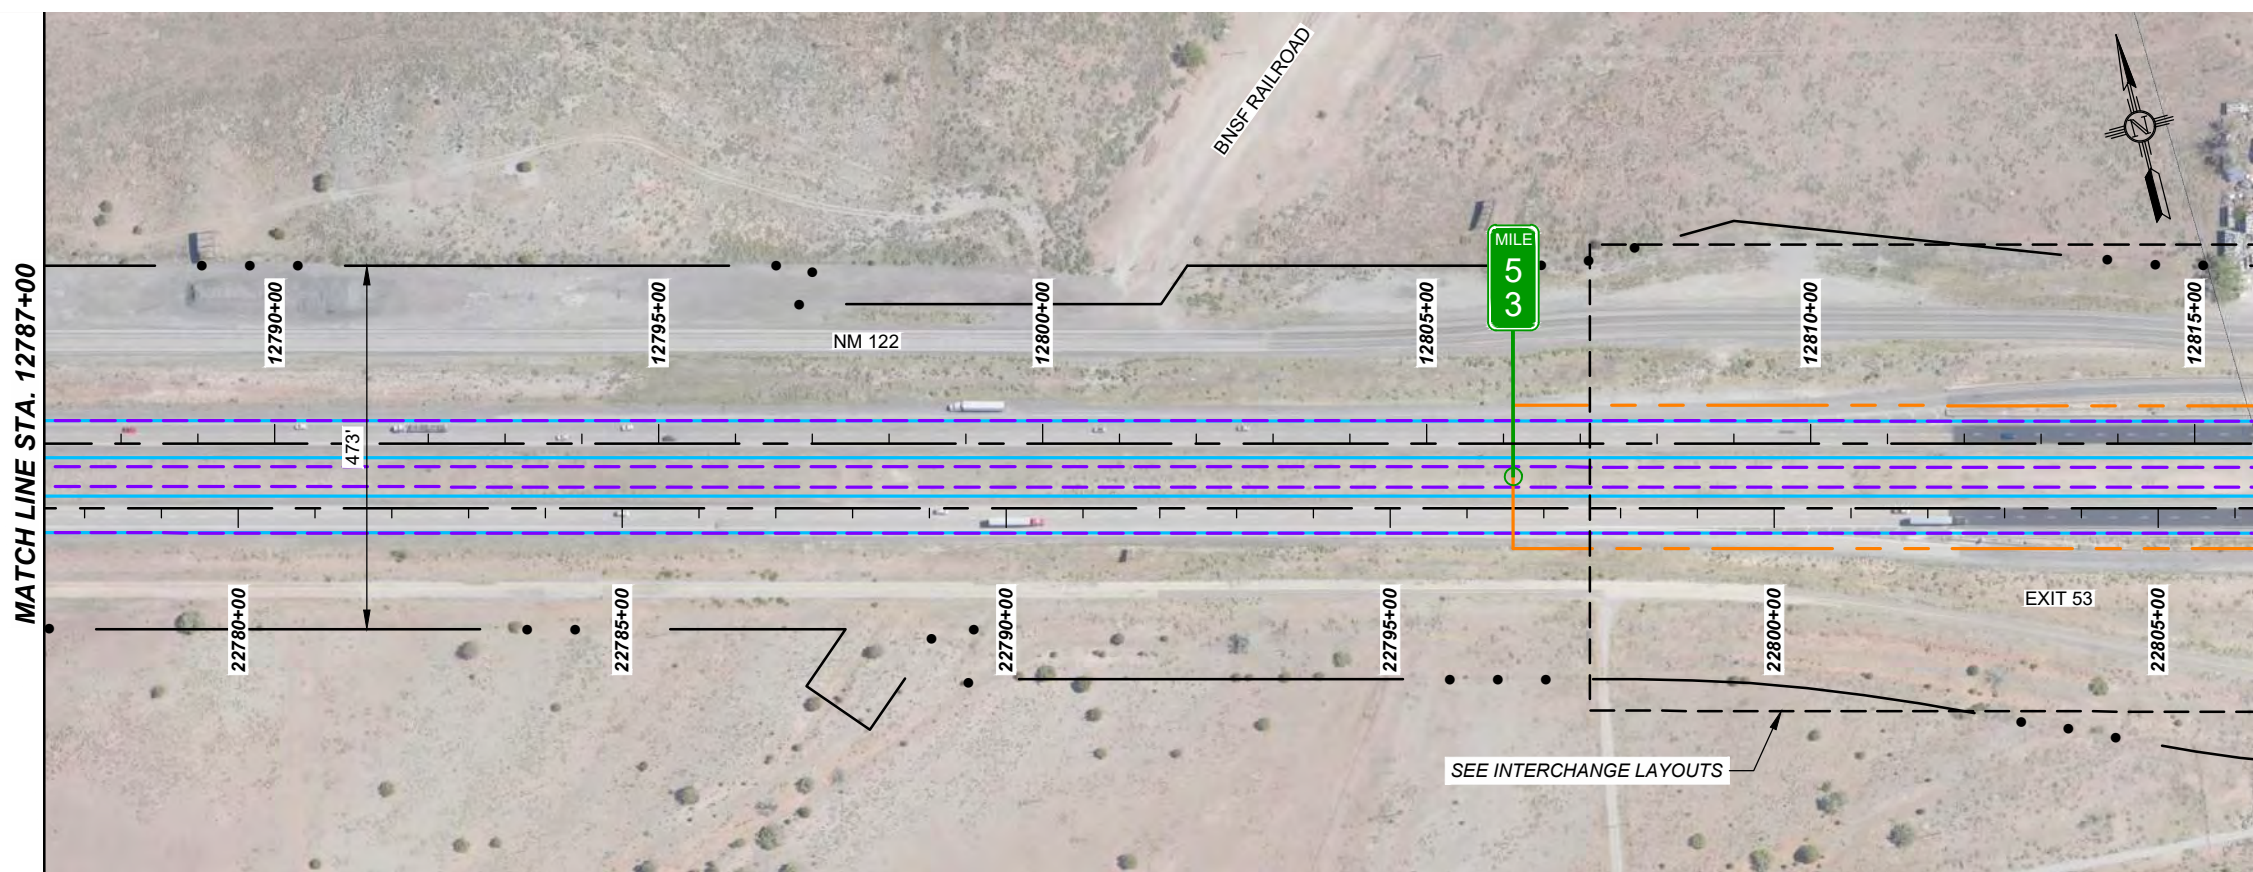 MATCH LINE STA. 12787+00
BNSF RAILROAD
N
MILE
5
3
12790+00
12795+00
12800+00
12805+00
12810+00
12815+00
NM 122
473'
22780+00
22785+00
22790+00
22795+00
22800+00
22805+00
EXIT 53
SEE INTERCHANGE LAYOUTS